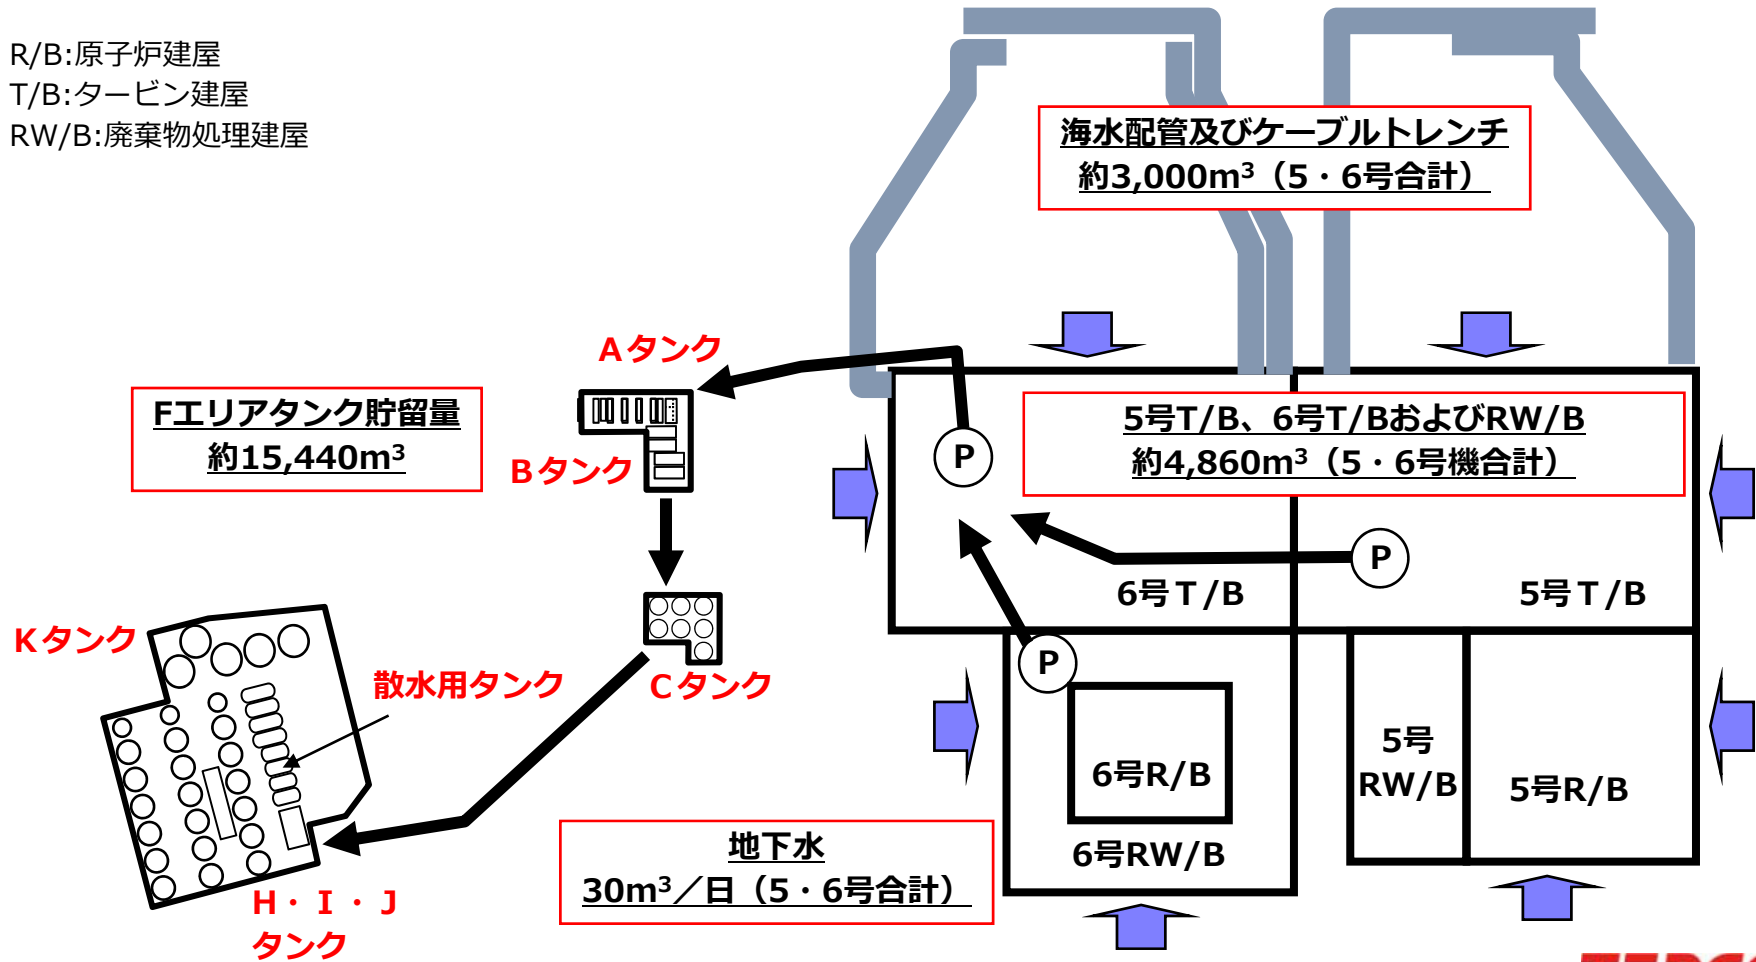 R/B:原子炉建屋
T/B:タービン建屋
RW/B:廃棄物処理建屋
海水配管及びケーブルトレンチ
約3,000m³（5・6号合計）
Aタンク
Fエリアタンク貯留量
約15,440m³
Bタンク
5号T/B、6号T/BおよびRW/B
約4,860m³（5・6号機合計）
P
P
6号T/B
5号T/B
Kタンク
散水用タンク
Cタンク
P
6号R/B
5号
RW/B
5号R/B
地下水
30m³／日（5・6号合計）
6号RW/B
H・I・J
タンク